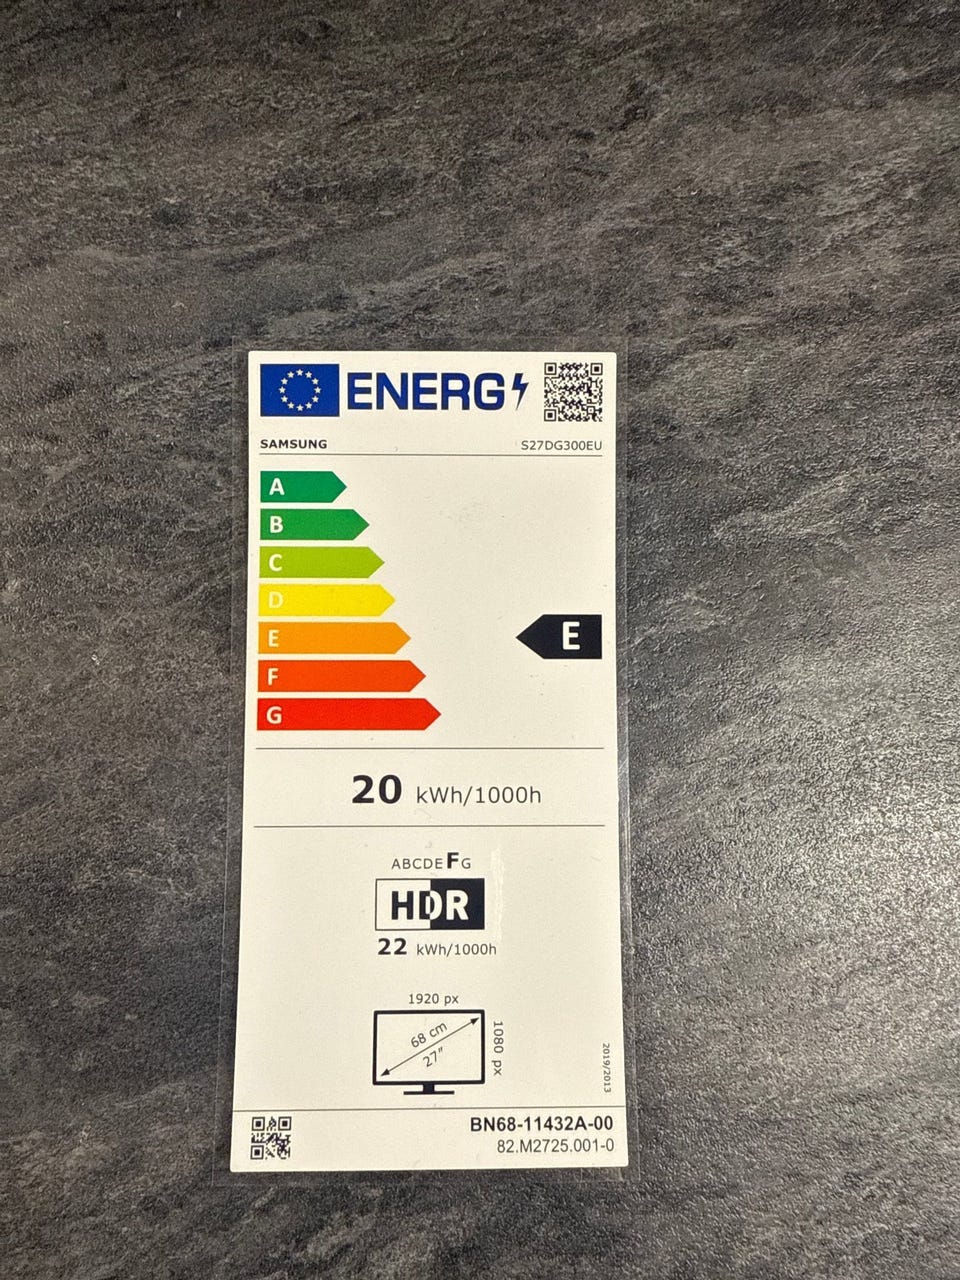 ENERG
SAMSUNG S27DG300EU
A
B
C
D
E
E
F
G
20 kWh/1000h
ABCDEFG
HDR
22 kWh/1000h
1920 px
68 cm
27"
1080 px
2019/2013
BN68-11432A-00
82.M2725.001-0